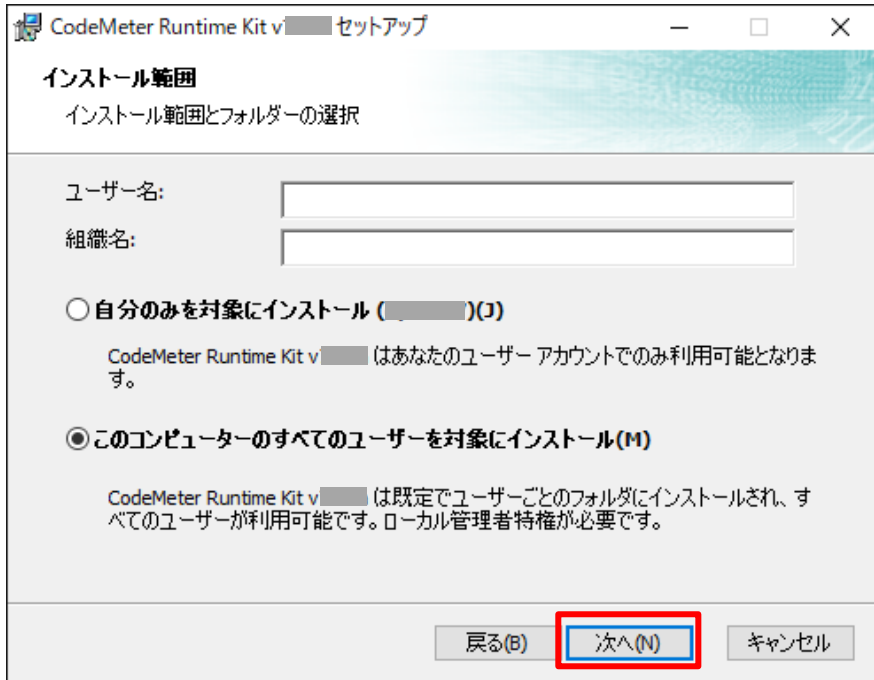 CodeMeter Runtime Kit v セットアップ
インストール範囲
インストール範囲とフォルダーの選択
ユーザー名:
組織名:
自分のみを対象にインストール ( )(J)
CodeMeter Runtime Kit v はあなたのユーザー アカウントでのみ利用可能となりま
す。
このコンピューターのすべてのユーザーを対象にインストール(M)
CodeMeter Runtime Kit v は既定でユーザーごとのフォルダにインストールされ、す
べてのユーザーが利用可能です。ローカル管理者特権が必要です。
戻る(B) 次へ(N) キャンセル